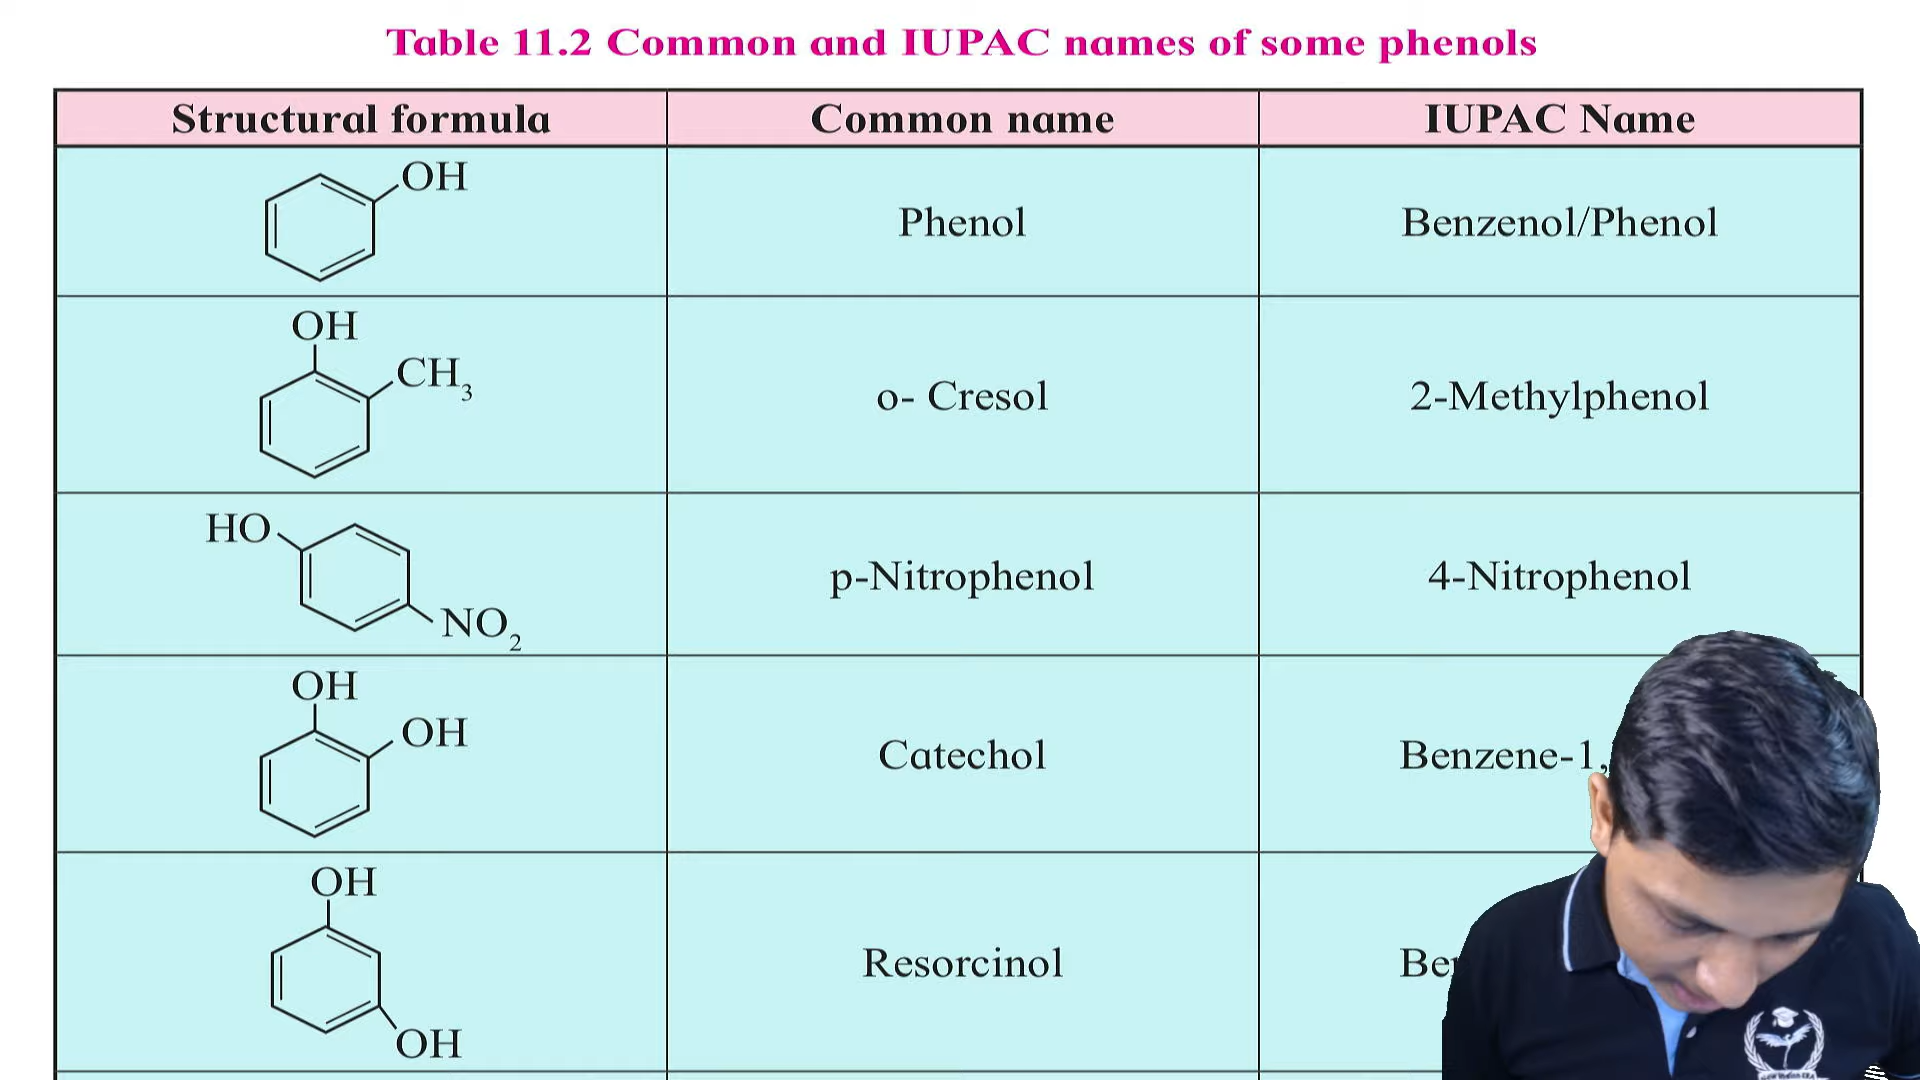 Table 11.2 Common and IUPAC names of some phenols
Structural formula Common name IUPAC Name
OH
Phenol Benzenol/Phenol
OH
CH3
o- Cresol 2-Methylphenol
HO
p-Nitrophenol 4-Nitrophenol
NO2
OH
OH
Catechol Benzene-1,
OH
Resorcinol
OH